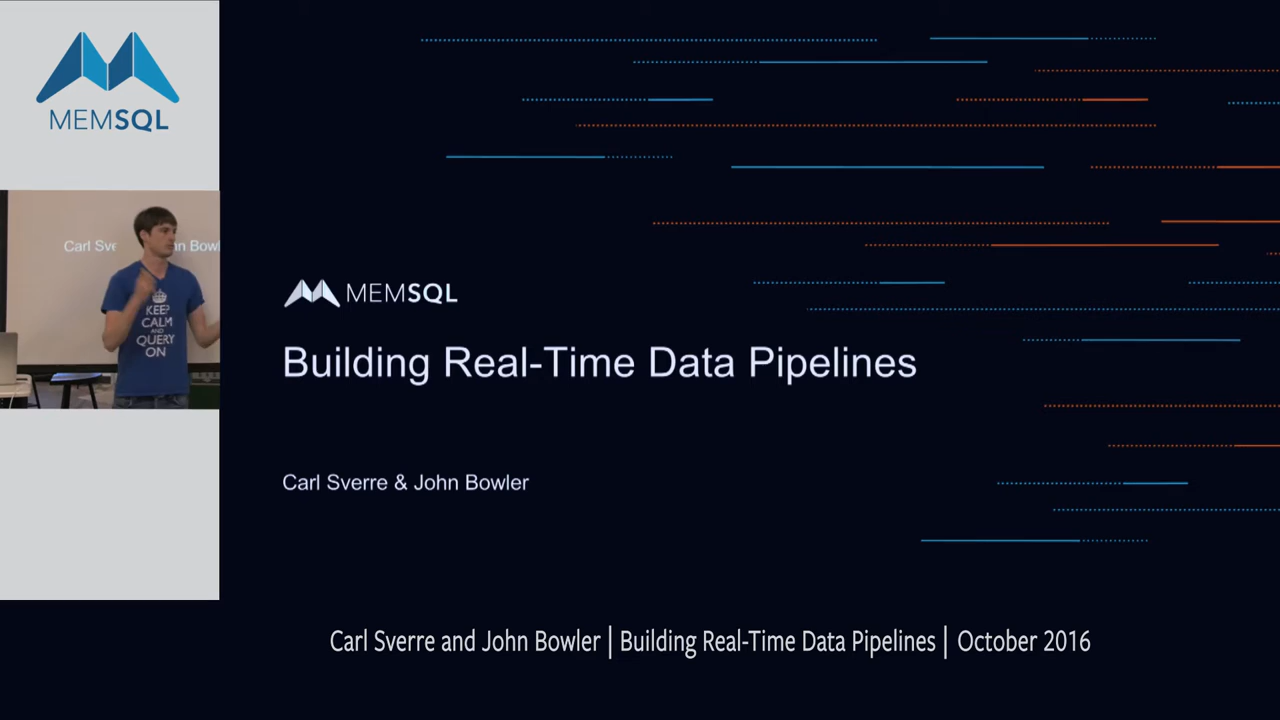 MEMSQL
Carl Sve
hn Bowl
KEEP
CALM
AND
QUERY
ON
MEMSQL
Building Real-Time Data Pipelines
Carl Sverre & John Bowler
Carl Sverre and John Bowler | Building Real-Time Data Pipelines | October 2016